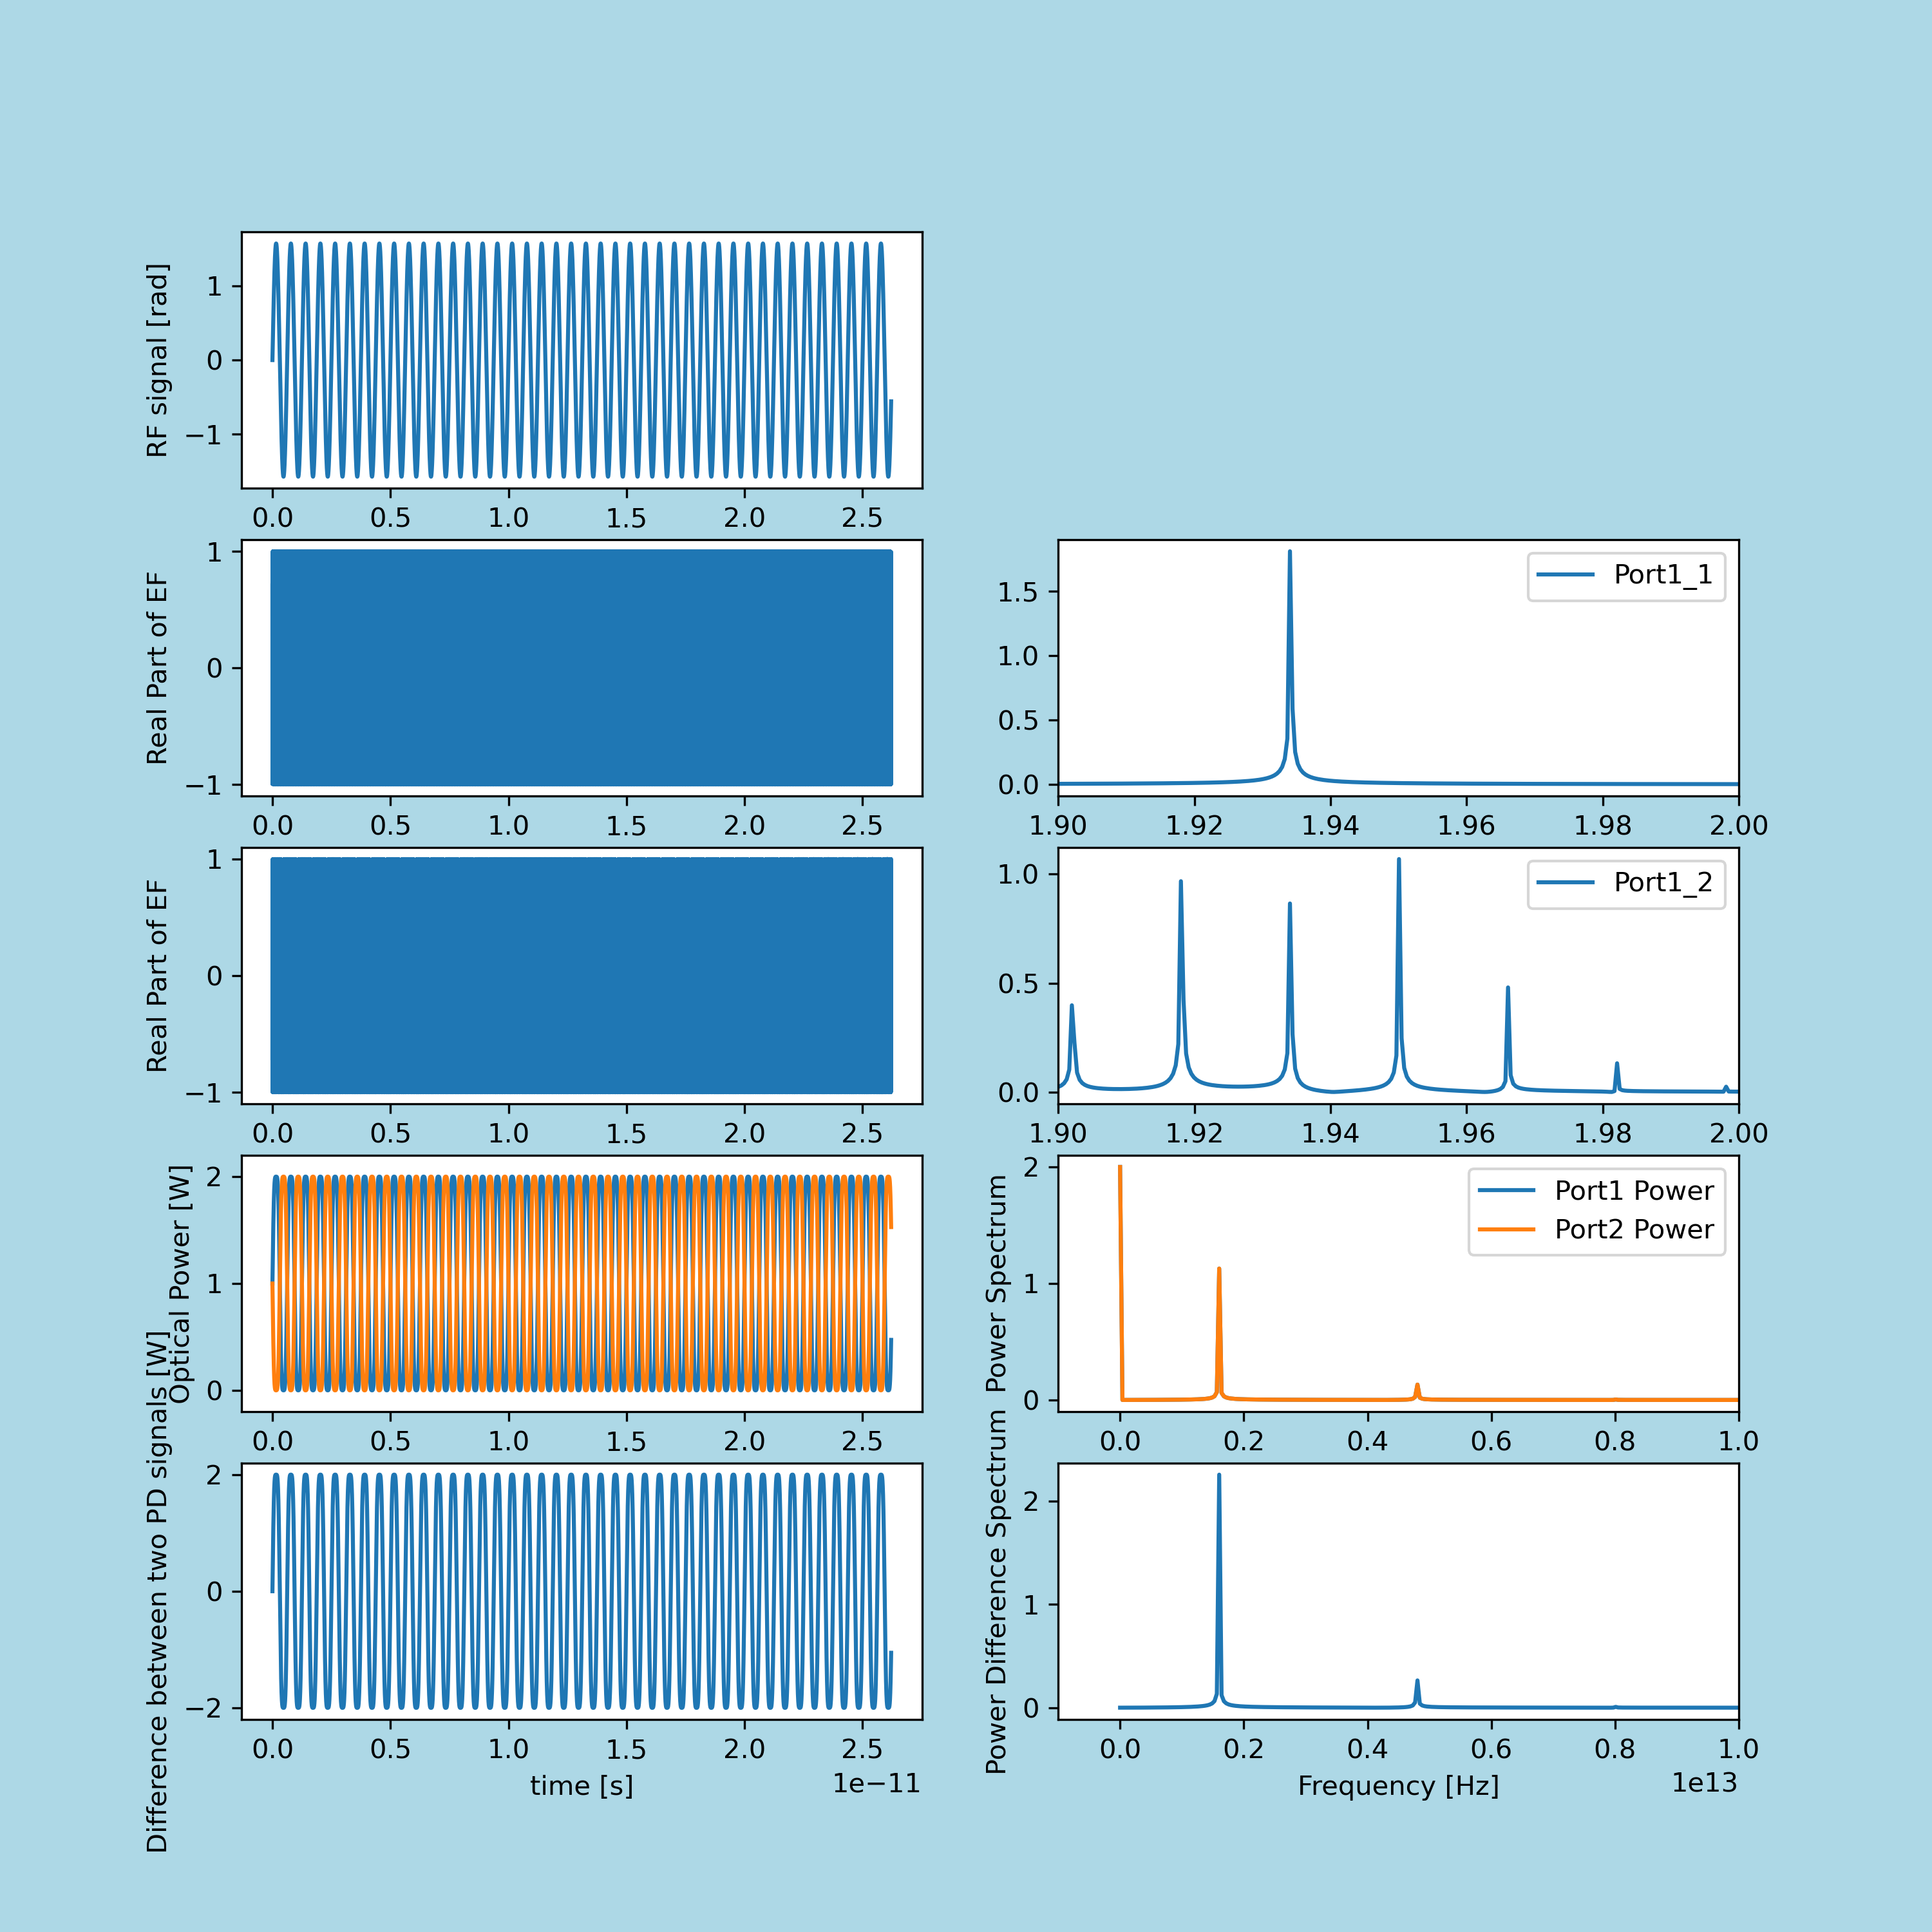 RF signal [rad]
1
0
−1
0.0 0.5 1.0 1.5 2.0 2.5
Real Part of EF
1
0
−1
0.0 0.5 1.0 1.5 2.0 2.5
Port1_1
1.5
1.0
0.5
0.0
1.90 1.92 1.94 1.96 1.98 2.00
Real Part of EF
1
0
−1
0.0 0.5 1.0 1.5 2.0 2.5
Port1_2
1.0
0.5
0.0
1.90 1.92 1.94 1.96 1.98 2.00
Optical Power [W]
2
1
0
0.0 0.5 1.0 1.5 2.0 2.5
Power Spectrum
Port1 Power
Port2 Power
2
1
0
0.0 0.2 0.4 0.6 0.8 1.0
Difference between two PD signals [W]
2
0
−2
0.0 0.5 1.0 1.5 2.0 2.5
time [s]
1e−11
Power Difference Spectrum
2
1
0
0.0 0.2 0.4 0.6 0.8 1.0
Frequency [Hz]
1e13